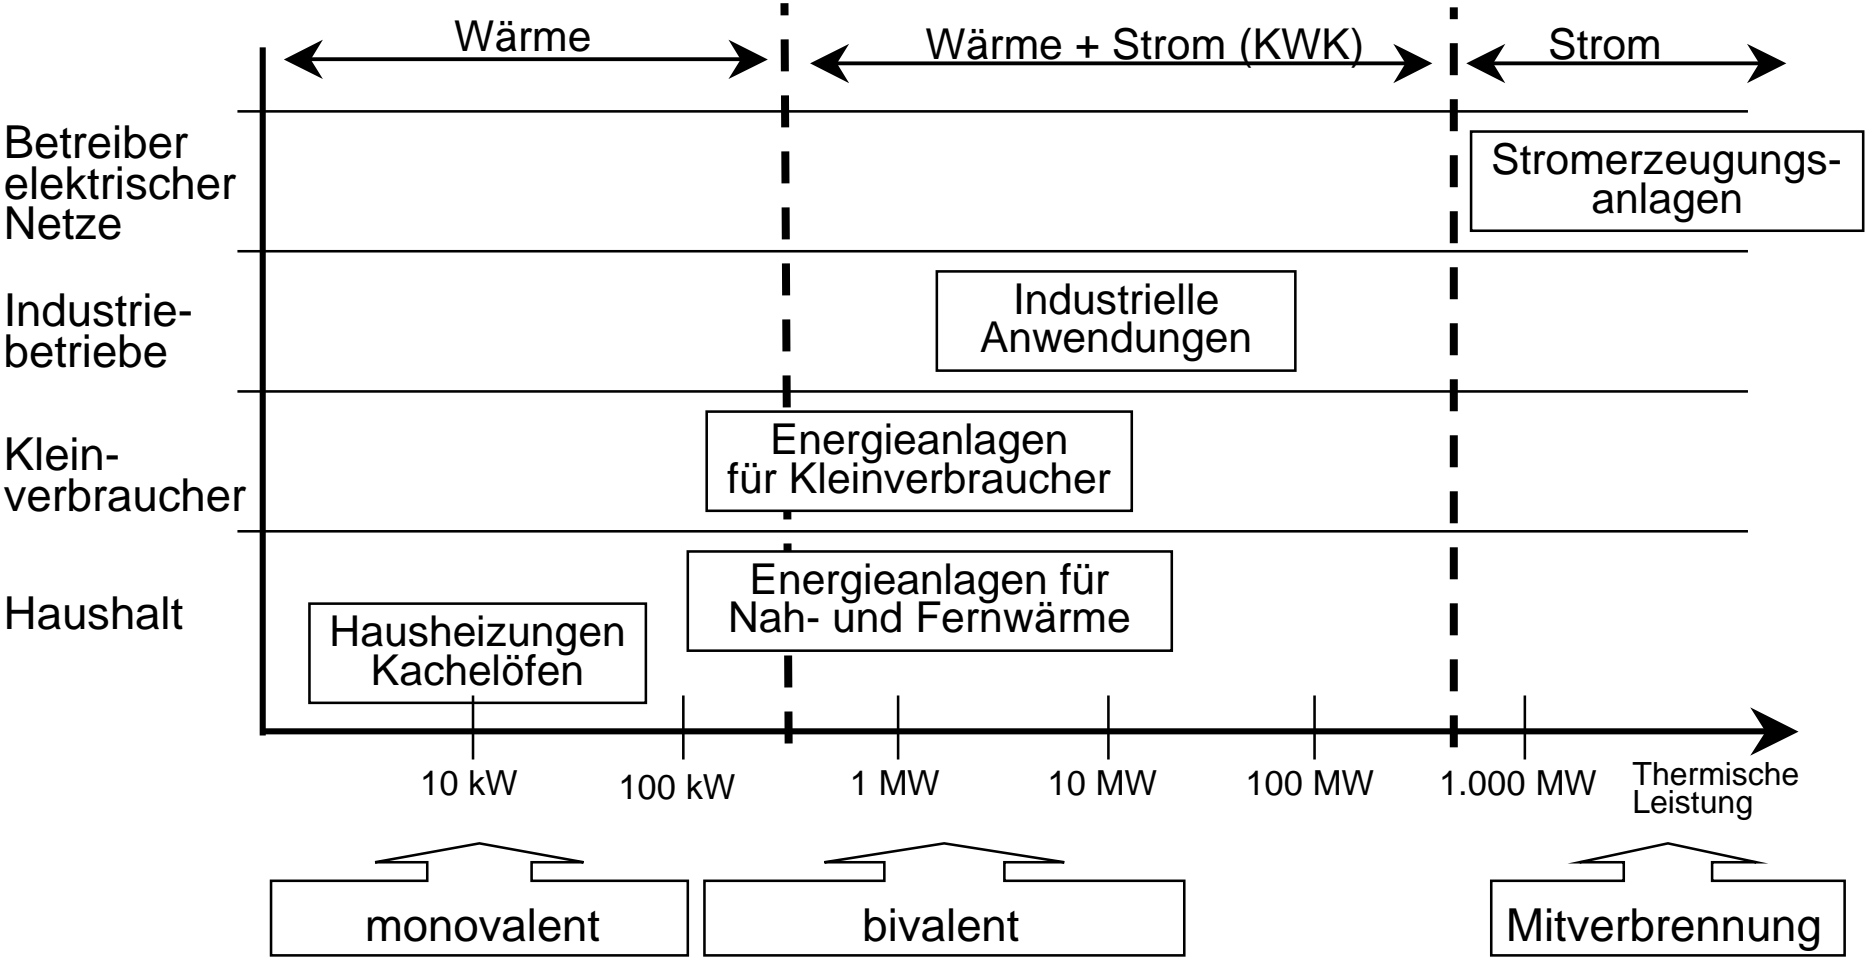 Wärme
Wärme + Strom (KWK)
Strom
Betreiber
elektrischer
Netze
Stromerzeugungs-
anlagen
Industrie-
betriebe
Industrielle
Anwendungen
Klein-
verbraucher
Energieanlagen
für Kleinverbraucher
Haushalt
Energieanlagen für
Nah- und Fernwärme
Hausheizungen
Kachelöfen
10 kW
100 kW
1 MW
10 MW
100 MW
1.000 MW
Thermische
Leistung
monovalent
bivalent
Mitverbrennung